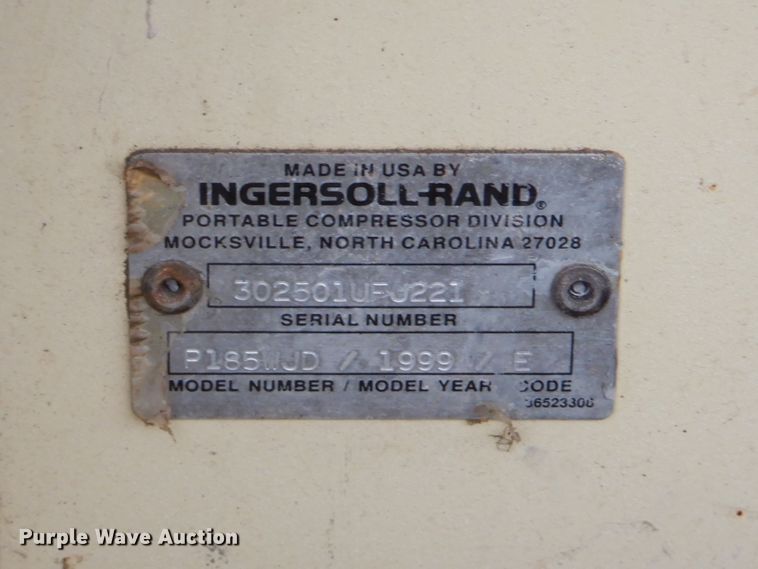 MADE IN USA BY
INGERSOLL-RAND®
PORTABLE COMPRESSOR DIVISION
MOCKSVILLE, NORTH CAROLINA 27028
302501UFJ221
SERIAL NUMBER
P185WJD / 1999 / E
MODEL NUMBER / MODEL YEAR CODE
Purple Wave Auction